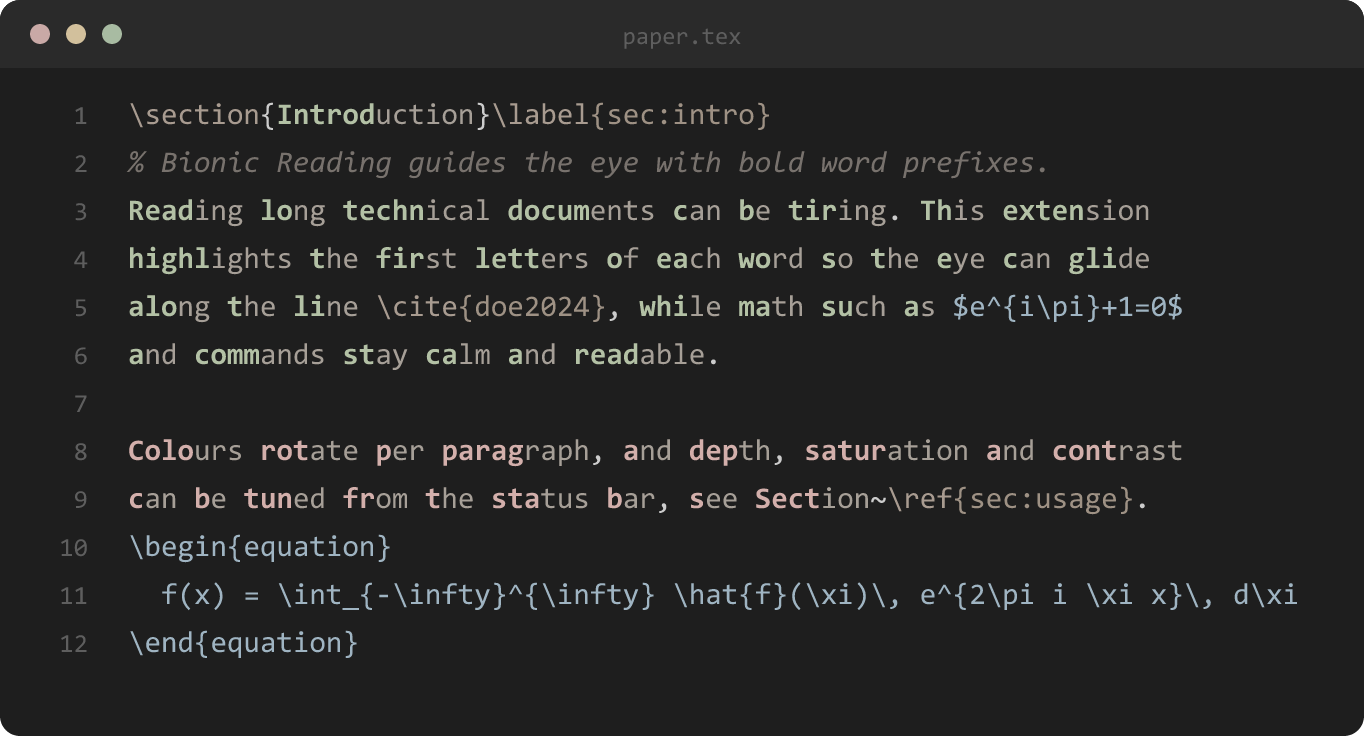 paper.tex
1 \section{Introduction}\label{sec:intro}
2 % Bionic Reading guides the eye with bold word prefixes.
3 Reading long technical documents can be tiring. This extension
4 highlights the first letters of each word so the eye can glide
5 along the line \cite{doe2024}, while math such as $e^{i\pi}+1=0$
6 and commands stay calm and readable.
7
8 Colours rotate per paragraph, and depth, saturation and contrast
9 can be tuned from the status bar, see Section~\ref{sec:usage}.
10 \begin{equation}
11   f(x) = \int_{-\infty}^{\infty} \hat{f}(\xi)\, e^{2\pi i \xi x}\, d\xi
12 \end{equation}